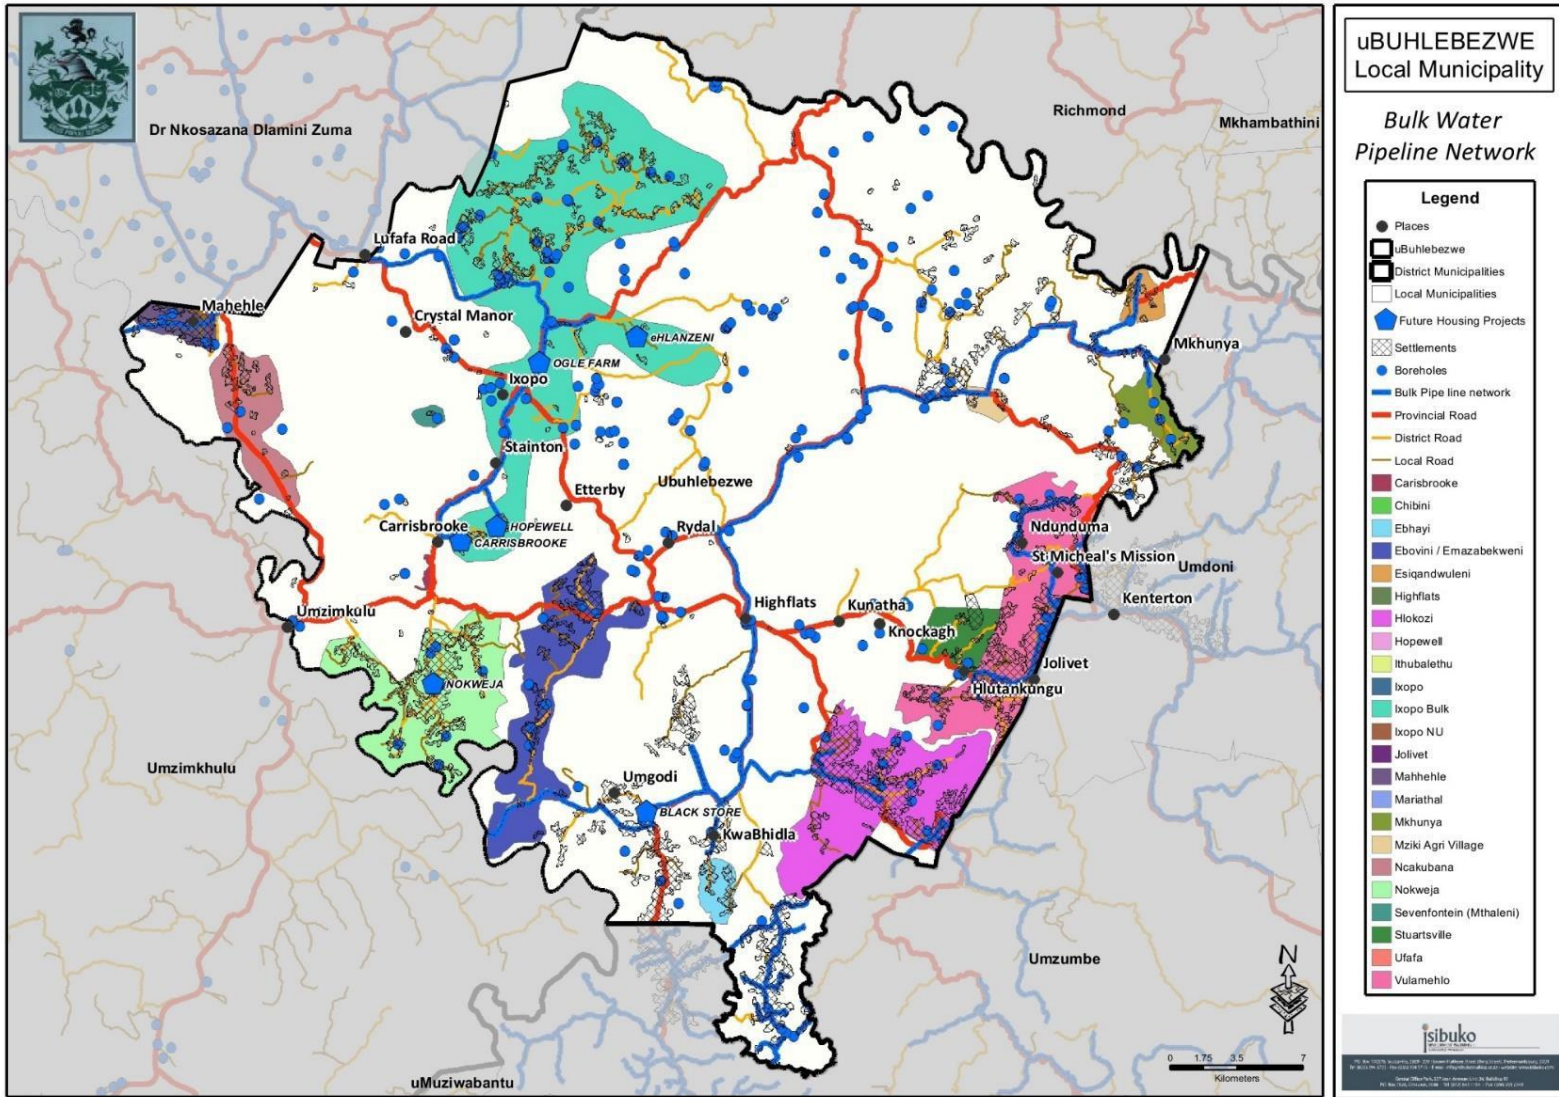 Dr Nkosazana Dlamini Zuma
Richmond
Mkhambathini
Lufafa Road
Mahehle
Crystal Manor
eHLANZENI
OGLE FARM
Mkhunya
Ixopo
Stainton
Etterby
Ubuhlebezwe
HOPEWELL
Carrisbrooke
CARRISBROOKE
Rydal
Ndunduma
St Micheal's Mission
Umdoni
Kenterton
Umzimkulu
Highflats
Kunatha
Knockagh
Jolivet
Hlutankungu
NOKWEJA
Umzimkhulu
Umgodi
BLACK STORE
KwaBhidla
Umzumbe
uMuziwabantu
N
0 1.75 3.5 7
Kilometers
uBUHLEBEZWE
Local Municipality
Bulk Water
Pipeline Network
Legend
Places
uBuhlebezwe
District Municipalities
Local Municipalities
Future Housing Projects
Settlements
Boreholes
Bulk Pipe line network
Provincial Road
District Road
Local Road
Carisbrooke
Chibini
Ebhayi
Ebovini / Emazabekweni
Esiqandwuleni
Highflats
Hlokozi
Hopewell
Ithubalethu
Ixopo
Ixopo Bulk
Ixopo NU
Jolivet
Mahhehle
Mariathal
Mkhunya
Mziki Agri Village
Ncakubana
Nokweja
Sevenfontein (Mthaleni)
Stuartsville
Ufafa
Vulamehlo
isibuko